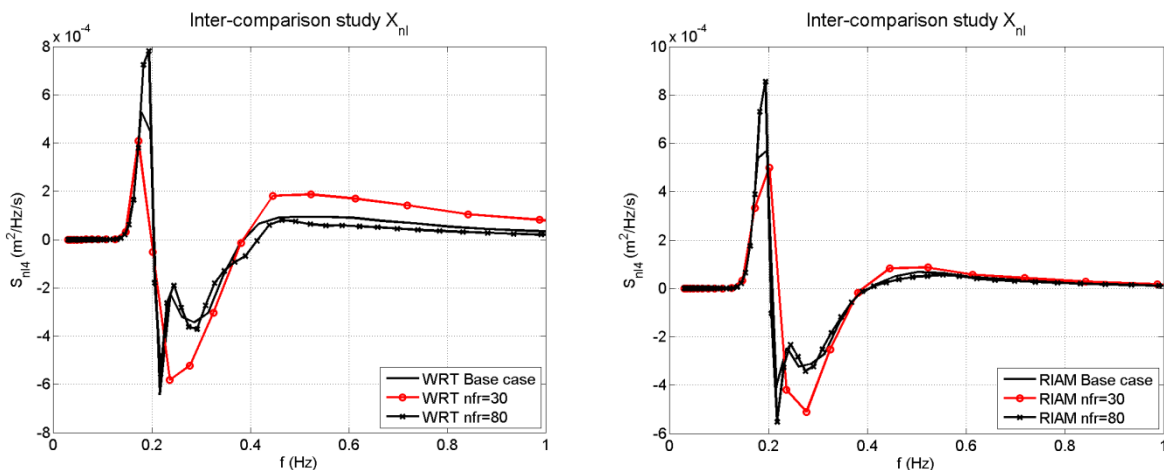 Inter-comparison study X_nl
x 10^-4
8
6
4
2
0
-2
-4
-6
-8
S_nl4 (m^2/Hz/s)
0 0.2 0.4 0.6 0.8 1
f (Hz)
WRT Base case
WRT nfr=30
WRT nfr=80
Inter-comparison study X_nl
x 10^-4
10
8
6
4
2
0
-2
-4
-6
S_nl4 (m^2/Hz/s)
0 0.2 0.4 0.6 0.8 1
f (Hz)
RIAM Base case
RIAM nfr=30
RIAM nfr=80